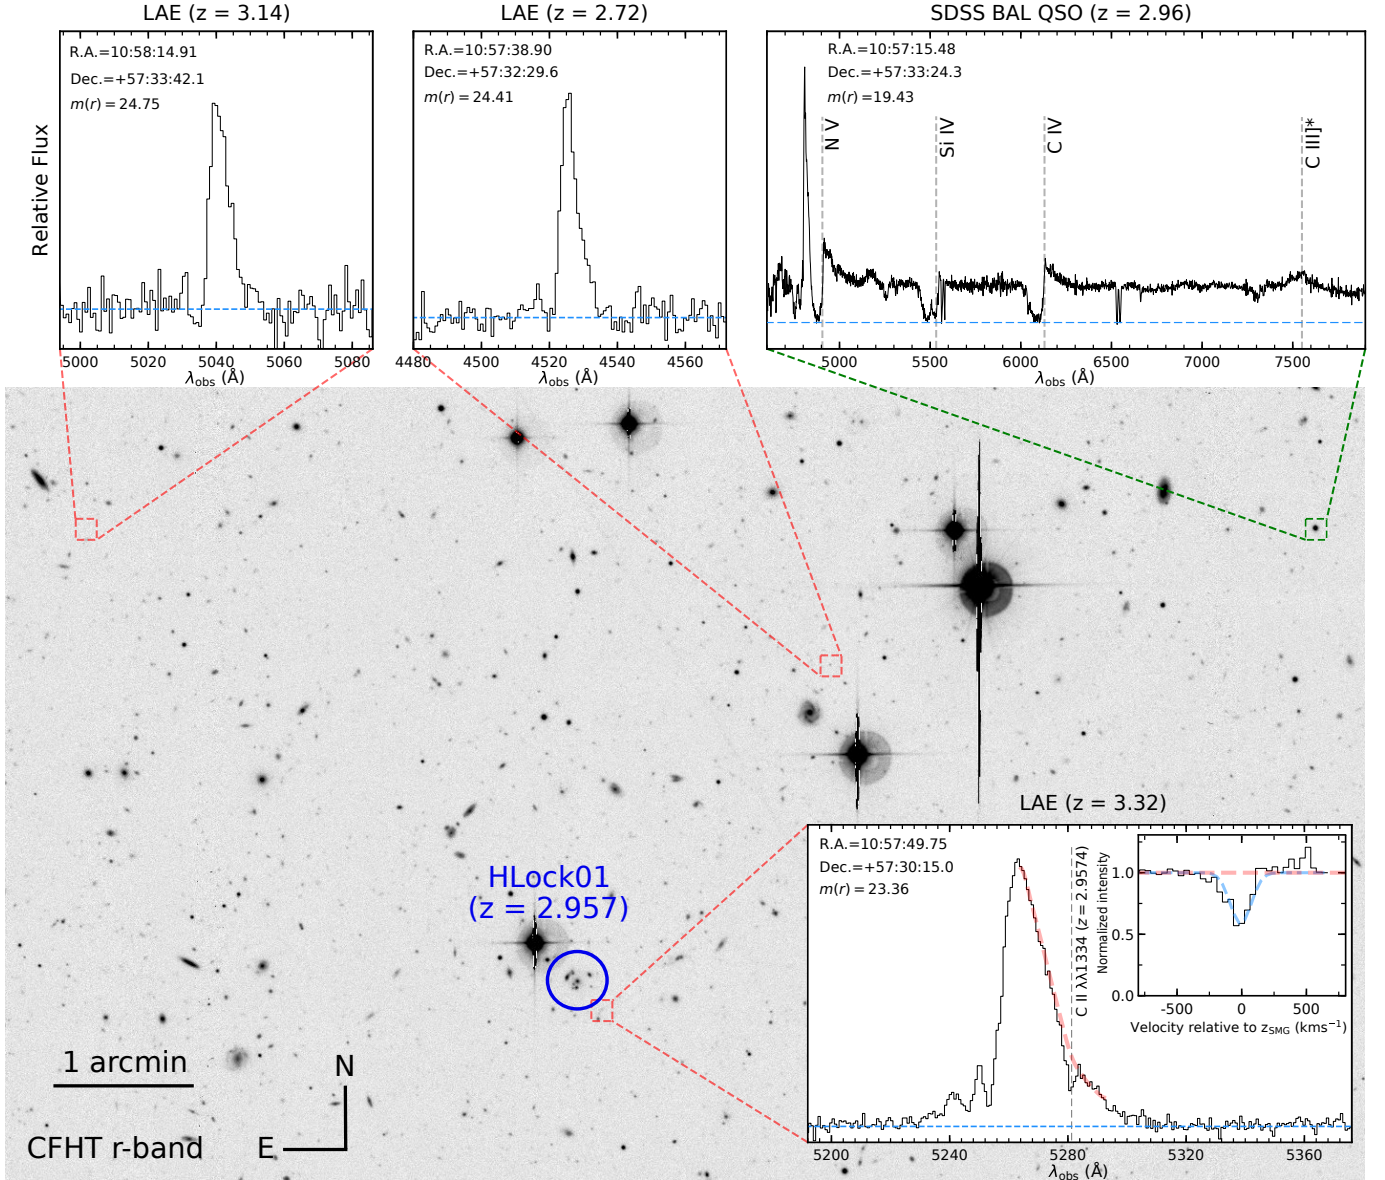 LAE (z = 3.14)
R.A.=10:58:14.91
Dec.=+57:33:42.1
m(r) = 24.75
Relative Flux
5000 5020 5040 5060 5080
λobs (Å)
LAE (z = 2.72)
R.A.=10:57:38.90
Dec.=+57:32:29.6
m(r) = 24.41
4480 4500 4520 4540 4560
λobs (Å)
SDSS BAL QSO (z = 2.96)
R.A.=10:57:15.48
Dec.=+57:33:24.3
m(r)=19.43
N V
Si IV
C IV
C III]*
5000 5500 6000 6500 7000 7500
λobs (Å)
HLock01
(z = 2.957)
1 arcmin
CFHT r-band
N
E
LAE (z = 3.32)
R.A.=10:57:49.75
Dec.=+57:30:15.0
m(r) = 23.36
C II λλ1334 (z = 2.9574)
Normalized intensity
1.0
0.5
0.0
-500 0 500
Velocity relative to zSMG (kms⁻¹)
5200 5240 5280 5320 5360
λobs (Å)